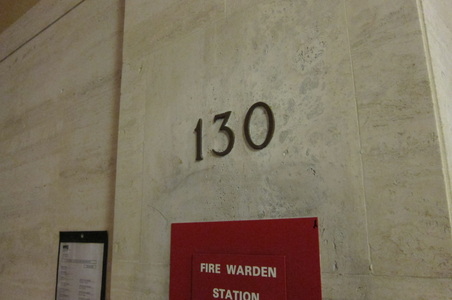 130
FIRE WARDEN
STATION